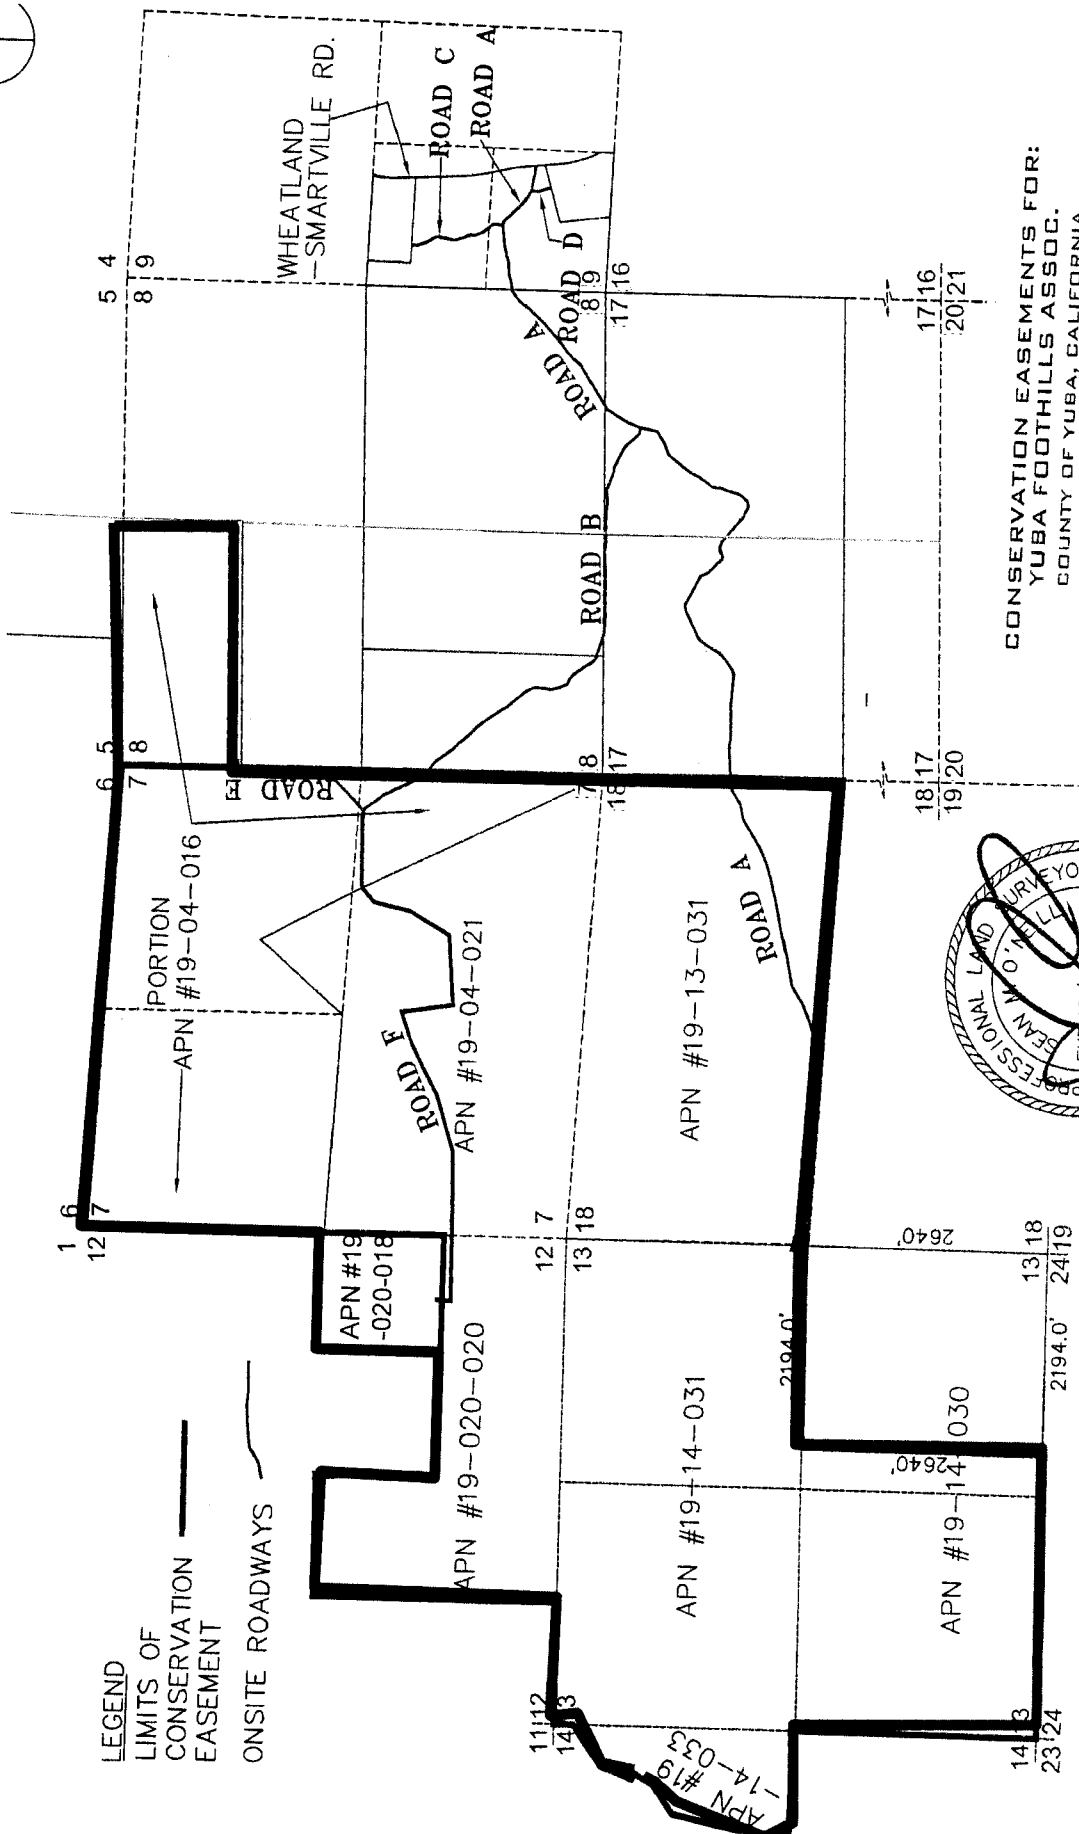 LEGEND
LIMITS OF
CONSERVATION
EASEMENT
ONSITE ROADWAYS
1 6
12 7
6 5
7 8
5 4
8 9
WHEATLAND
-SMARTVILLE RD.
ROAD C
ROAD A
ROAD D
ROAD A
8 9
17 16
ROAD B
ROAD E
PORTION
APN #19-04-016
7 8
18 17
APN #19-04-021
ROAD F
APN #19
-020-018
12 7
13 18
APN #19-020-020
APN #19-13-031
ROAD A
11 12
14 13
APN #19
-14-033
APN #19-14-031
2194.0'
2640'
2640'
APN #19-14-030
14 13
23 24
2194.0'
13 18
24 19
18 17
19 20
17 16
20 21
PROFESSIONAL LAND SURVEYO
SEAN M. O'NEILL
CONSERVATION EASEMENTS FOR:
YUBA FOOTHILLS ASSOC.
COUNTY OF YUBA, CALIFORNIA